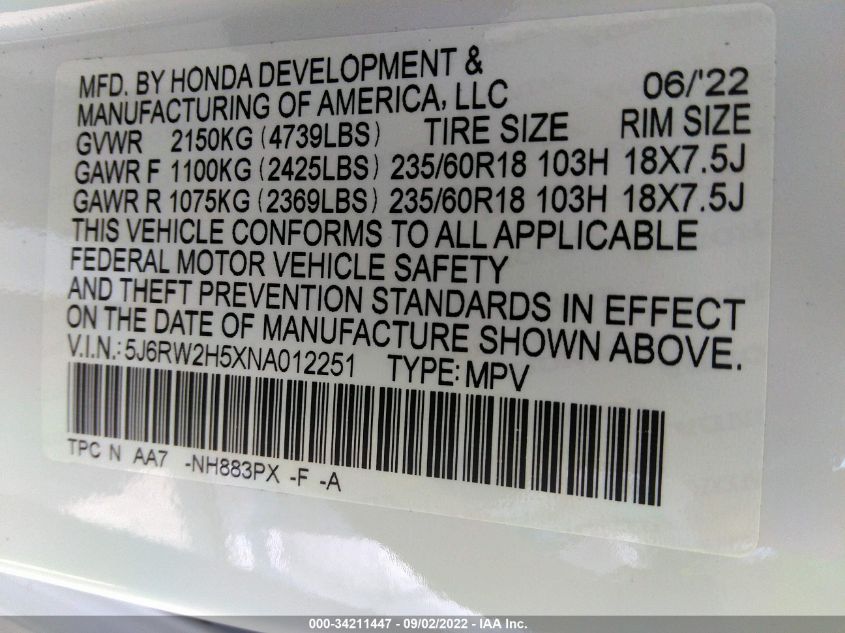 MFD. BY HONDA DEVELOPMENT &
MANUFACTURING OF AMERICA, LLC 06/'22
GVWR 2150KG (4739LBS) TIRE SIZE RIM SIZE
GAWR F 1100KG (2425LBS) 235/60R18 103H 18X7.5J
GAWR R 1075KG (2369LBS) 235/60R18 103H 18X7.5J
THIS VEHICLE CONFORMS TO ALL APPLICABLE
FEDERAL MOTOR VEHICLE SAFETY
AND THEFT PREVENTION STANDARDS IN EFFECT
ON THE DATE OF MANUFACTURE SHOWN ABOVE.
V.I.N.: 5J6RW2H5XNA012251 TYPE: MPV
TPC N AA7 -NH883PX -F -A
000-34211447 - 09/02/2022 - IAA Inc.